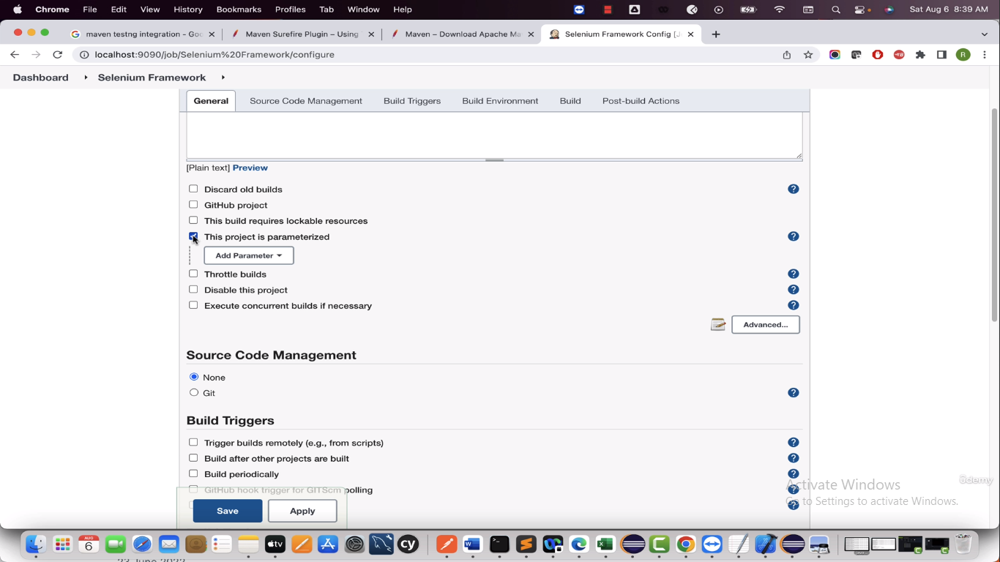 Chrome File Edit View History Bookmarks Profiles Tab Window Help Sat Aug 6 8:39 AM
maven testng integration - Goo Maven Surefire Plugin – Using Maven – Download Apache Ma Selenium Framework Config [J
localhost:9090/job/Selenium%20Framework/configure R
Dashboard Selenium Framework
General Source Code Management Build Triggers Build Environment Build Post-build Actions
[Plain text] Preview
Discard old builds
GitHub project
This build requires lockable resources
This project is parameterized
Add Parameter
Throttle builds
Disable this project
Execute concurrent builds if necessary
Advanced...
Source Code Management
None
Git
Build Triggers
Trigger builds remotely (e.g., from scripts)
Build after other projects are built
Build periodically
GitHub hook trigger for GITScm polling
Save Apply
Activate Windows
Go to Settings to activate Windows.
ûdemy
AUG
6
tv
cy
23 June 2022